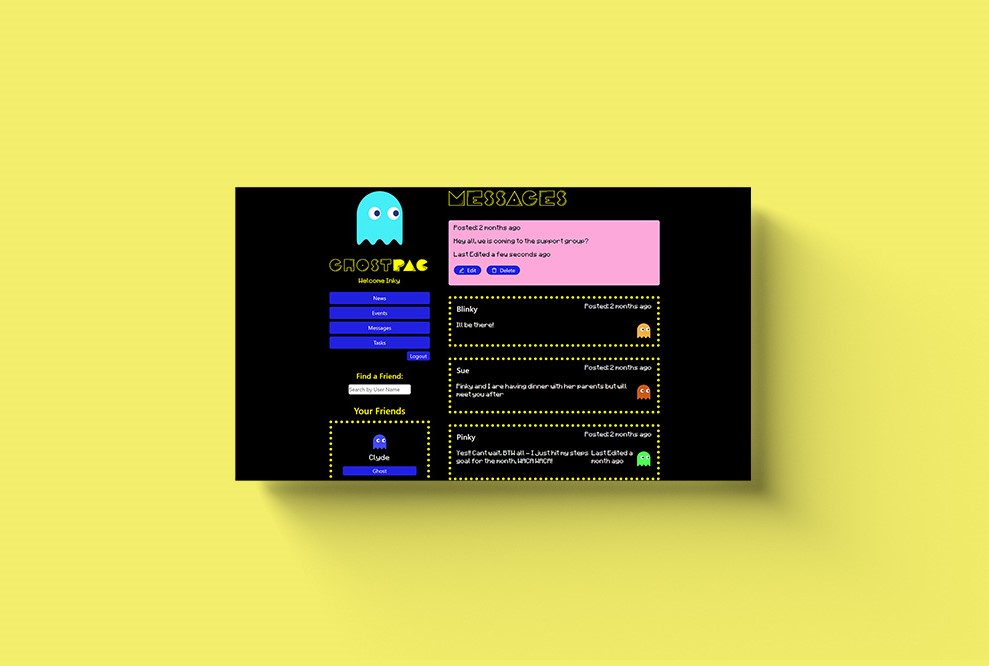 GHOSTPAC
Welcome Inky
News
Events
Messages
Tasks
Logout
Find a Friend:
Search by User Name
Your Friends
Clyde
Ghost
MESSAGES
Posted: 2 months ago
Hey all, ye is coming to the support group?
Last Edited a few seconds ago
Edit
Delete
Blinky
Posted: 2 months ago
Ill be there!
Sue
Posted: 2 months ago
Pinky and I are having dinner with her parents but will
meet you after
Pinky
Posted: 2 months ago
Yes!! Cant wait. BTW all - I just hit my steps
goal for the month, WACA WACA!
Last Edited a
month ago